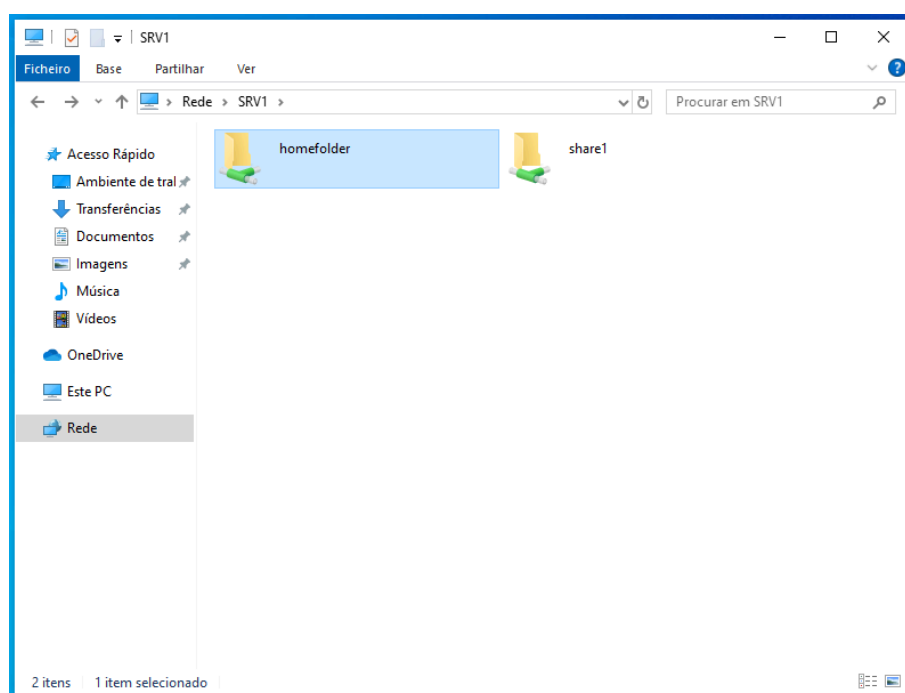 SRV1
Ficheiro Base Partilhar Ver
Rede SRV1 Procurar em SRV1
homefolder share1
Acesso Rápido
Ambiente de tral
Transferências
Documentos
Imagens
Música
Vídeos
OneDrive
Este PC
Rede
2 itens 1 item selecionado